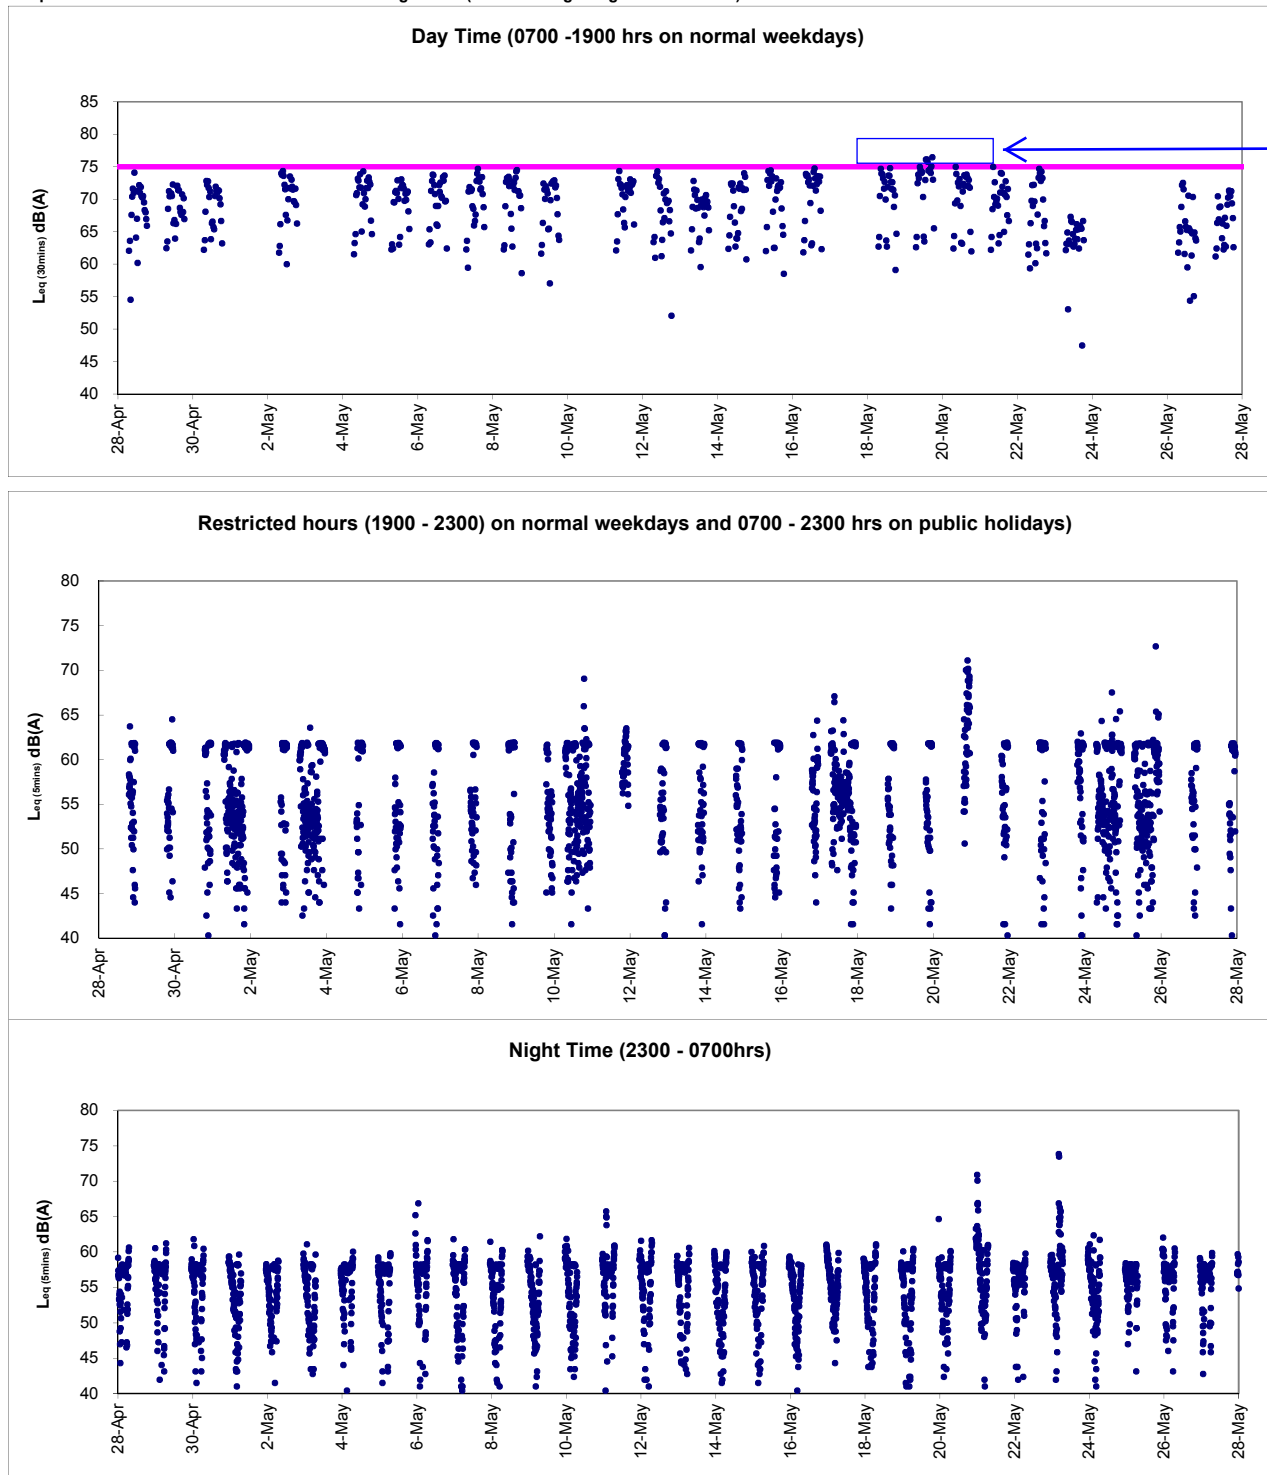 Day Time (0700 -1900 hrs on normal weekdays)
Leq (30mins) dB(A)
85
80
75
70
65
60
55
50
45
40
28-Apr
30-Apr
2-May
4-May
6-May
8-May
10-May
12-May
14-May
16-May
18-May
20-May
22-May
24-May
26-May
28-May
Restricted hours (1900 - 2300) on normal weekdays and 0700 - 2300 hrs on public holidays)
Leq (5mins) dB(A)
80
75
70
65
60
55
50
45
40
28-Apr
30-Apr
2-May
4-May
6-May
8-May
10-May
12-May
14-May
16-May
18-May
20-May
22-May
24-May
26-May
28-May
Night Time (2300 - 0700hrs)
Leq (5mins) dB(A)
80
75
70
65
60
55
50
45
40
28-Apr
30-Apr
2-May
4-May
6-May
8-May
10-May
12-May
14-May
16-May
18-May
20-May
22-May
24-May
26-May
28-May